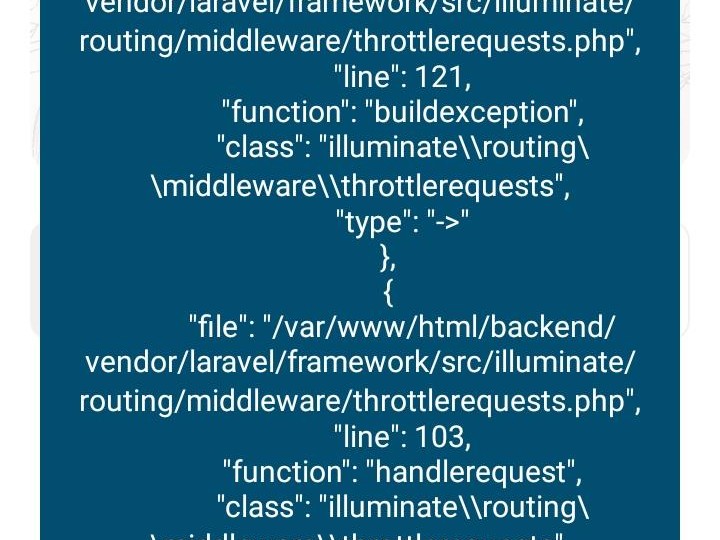 vendor/laravel/framework/src/illuminate/
routing/middleware/throttlerequests.php",
"line": 121,
"function": "buildexception",
"class": "illuminate\\routing\
\middleware\\throttlerequests",
"type": "->"
},
{
"file": "/var/www/html/backend/
vendor/laravel/framework/src/illuminate/
routing/middleware/throttlerequests.php",
"line": 103,
"function": "handlerequest",
"class": "illuminate\\routing\
\middleware\\throttlerequests",